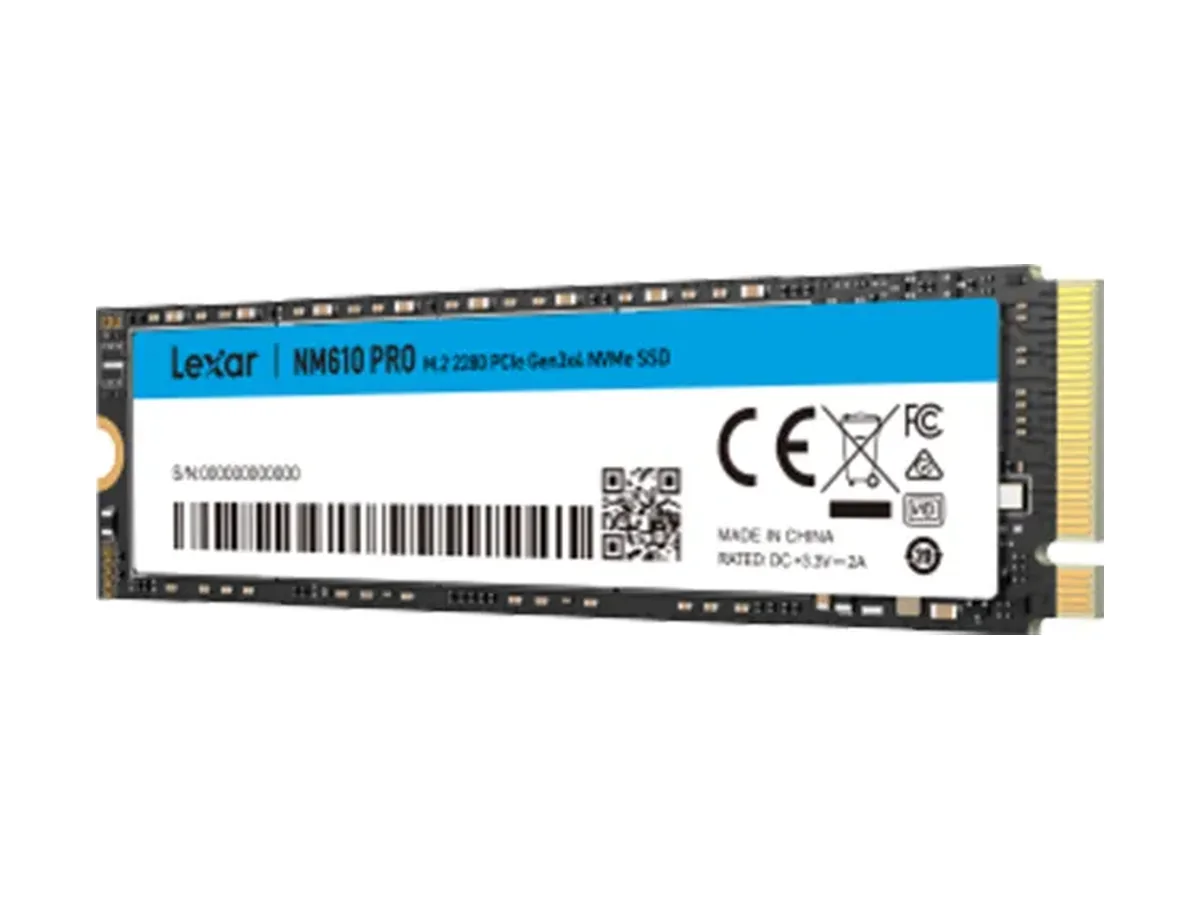 Lexar | NM610 PRO M.2 2280 PCIe Gen3x4 NVMe SSD
S/N:000000000000
CE
FC
MADE IN CHINA
RATED: DC +3.3V⎓2A